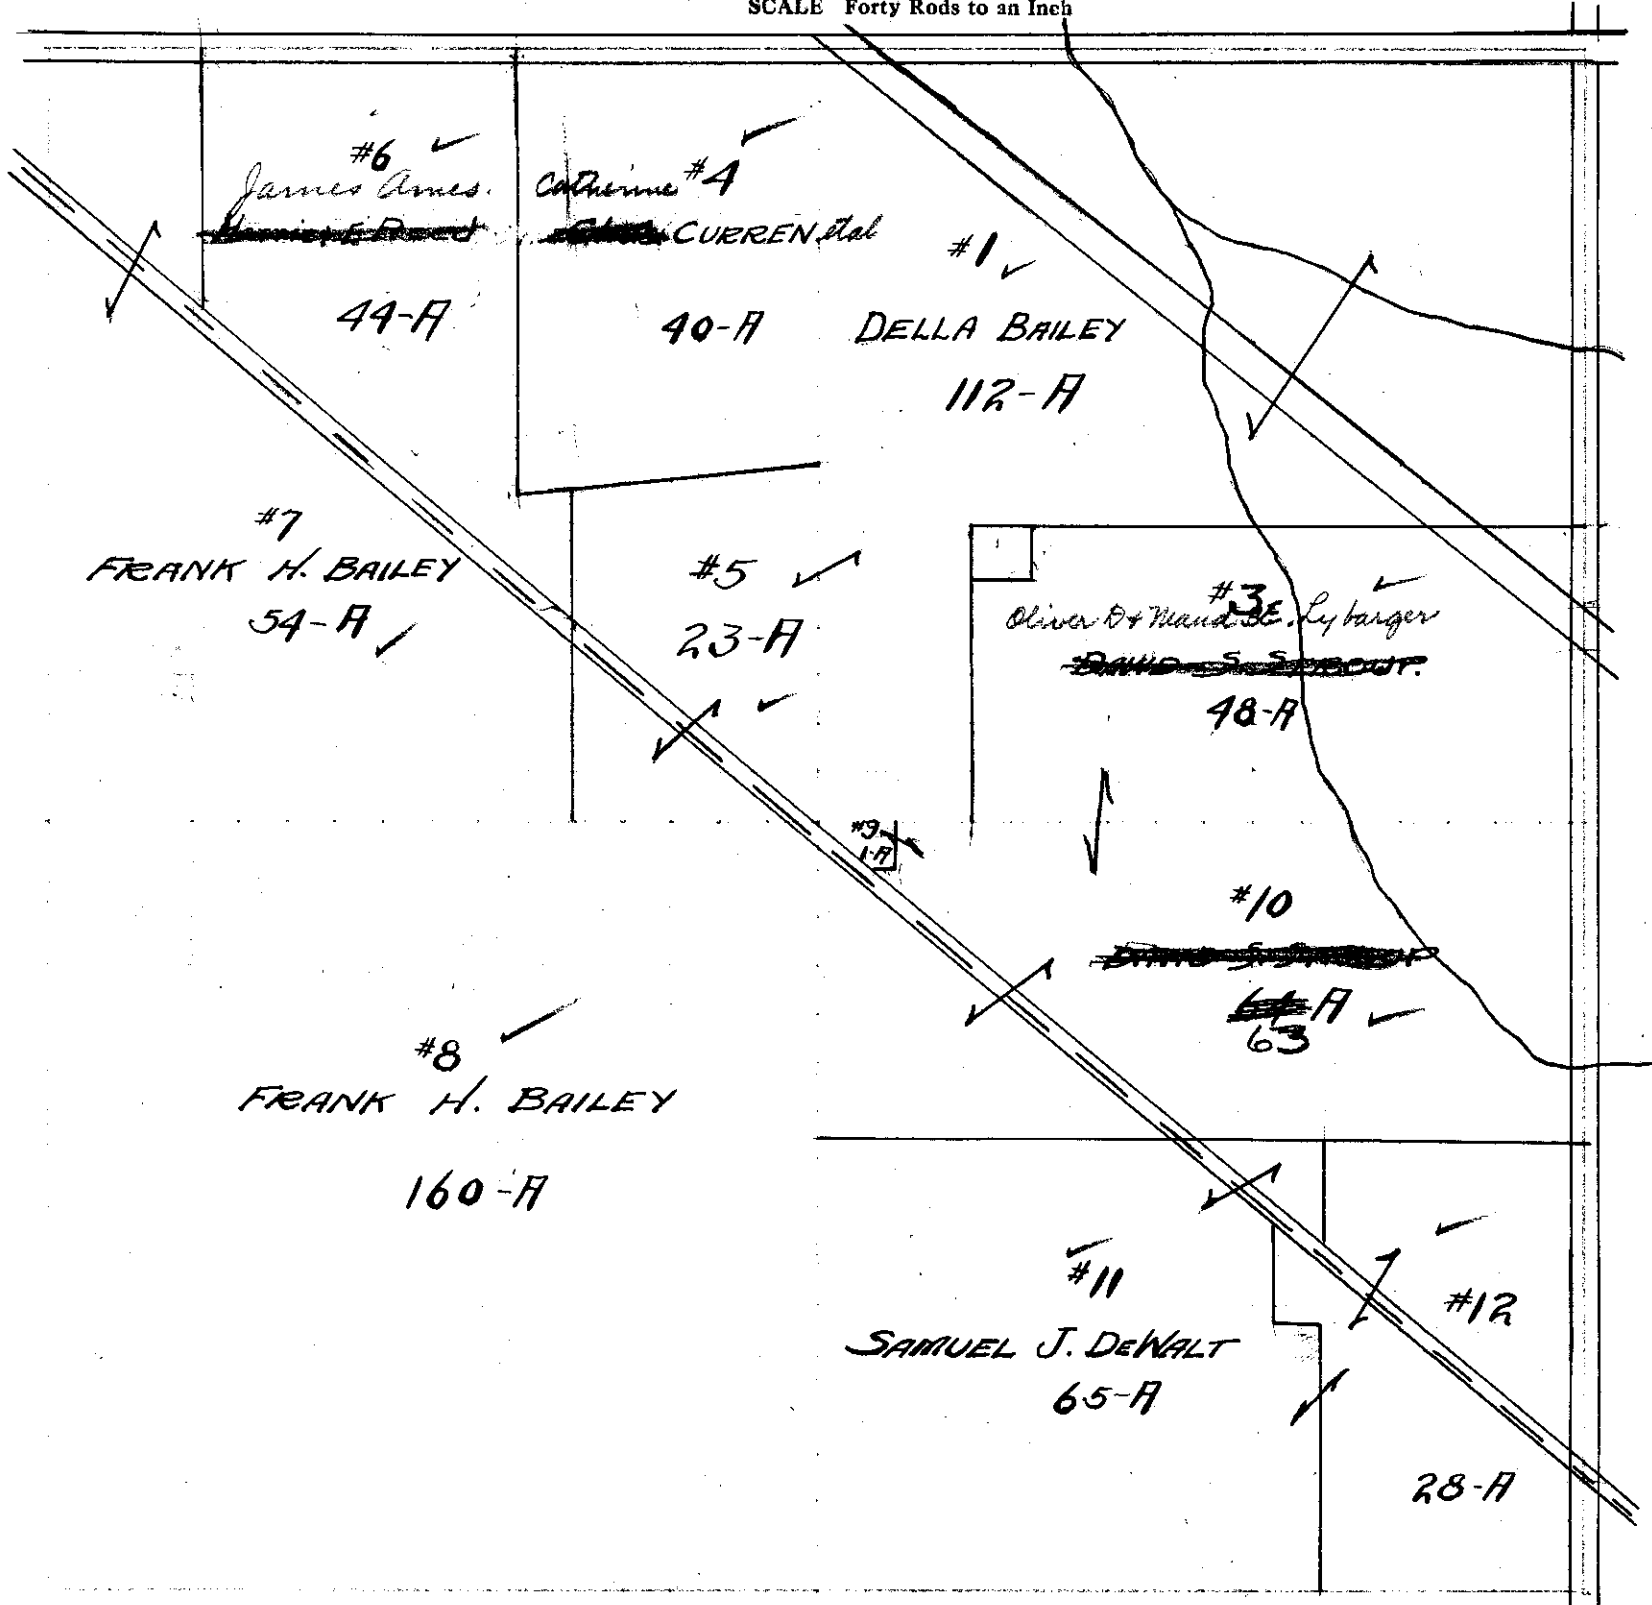 SCALE Forty Rods to an Inch
#6
James Ames.
44-A
Catherine #4
CURREN etal
40-A
#1
DELLA BAILEY
112-A
#7
FRANK H. BAILEY
54-A
#5
23-A
#3
Oliver D & Maud E. Lybarger
48-A
#9
1-A
#10
64 A
63
#8
FRANK H. BAILEY
160-A
#11
SAMUEL J. DEWALT
65-A
#12
28-A